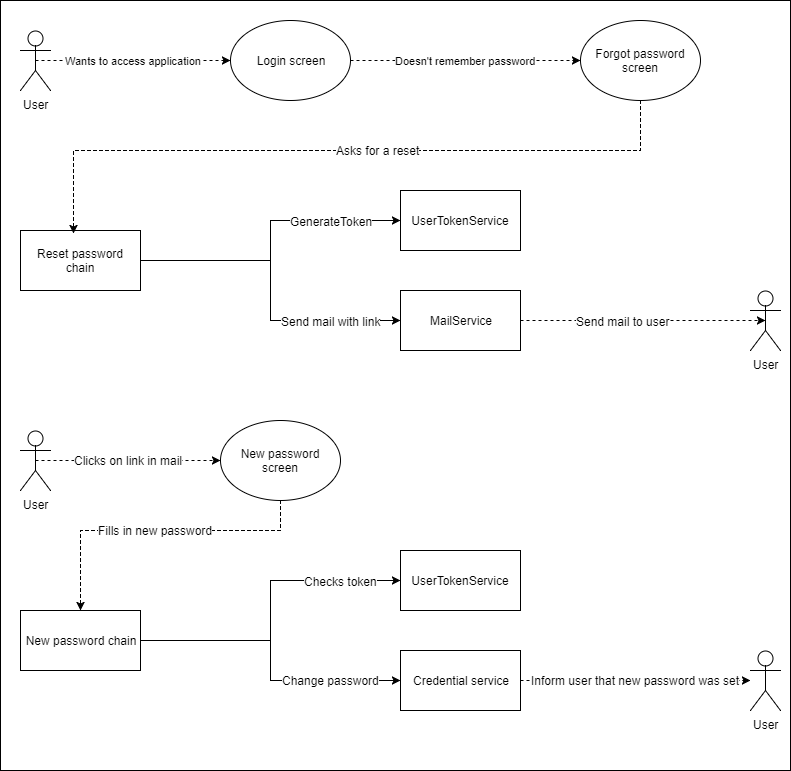 Wants to access application
Login screen
Doesn't remember password
Forgot password
screen
User
Asks for a reset
GenerateToken
UserTokenService
Reset password
chain
Send mail with link
MailService
Send mail to user
User
Clicks on link in mail
New password
screen
User
Fills in new password
Checks token
UserTokenService
New password chain
Change password
Credential service
Inform user that new password was set
User